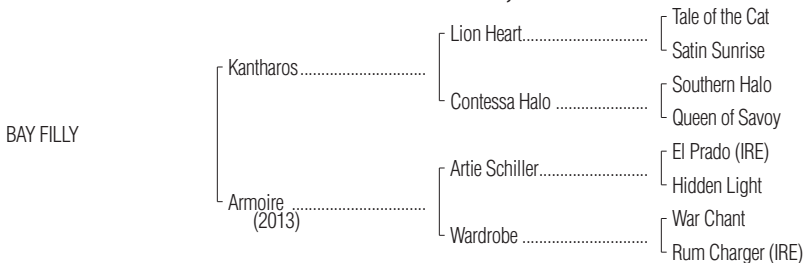 Tale of the Cat
Lion Heart
Satin Sunrise
Kantharos
Southern Halo
Contessa Halo
Queen of Savoy
BAY FILLY
El Prado (IRE)
Artie Schiller
Hidden Light
Armoire
(2013)
War Chant
Wardrobe
Rum Charger (IRE)